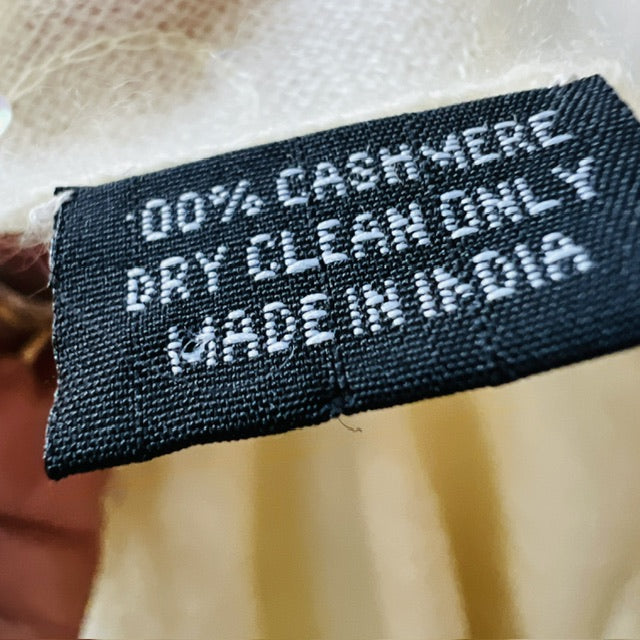 100% CASHMERE
DRY CLEAN ONLY
MADE IN INDIA